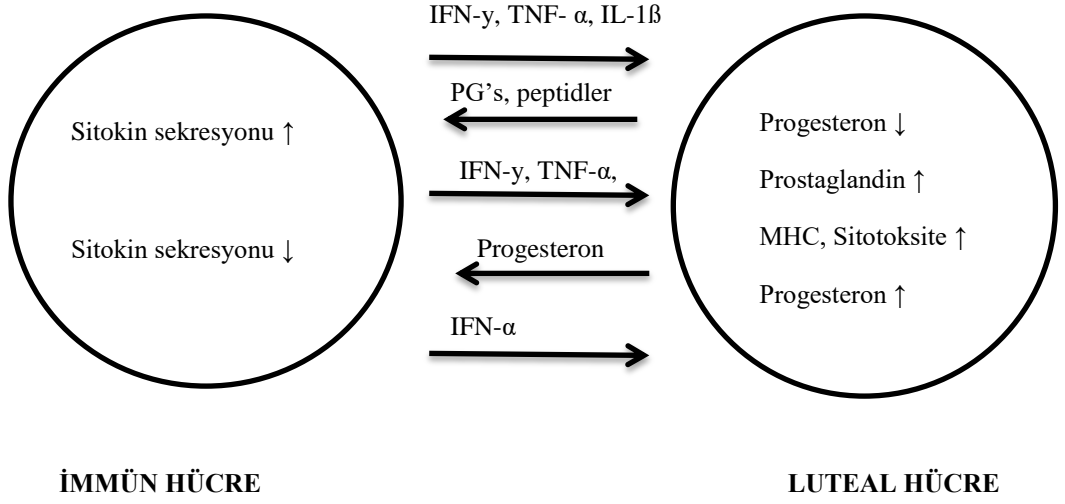 IFN-y, TNF- α, IL-1ß
PG's, peptidler
Sitokin sekresyonu ↑
Progesteron ↓
IFN-y, TNF-α,
Prostaglandin ↑
Sitokin sekresyonu ↓
Progesteron
MHC, Sitotoksite ↑
Progesteron ↑
IFN-α
İMMÜN HÜCRE
LUTEAL HÜCRE